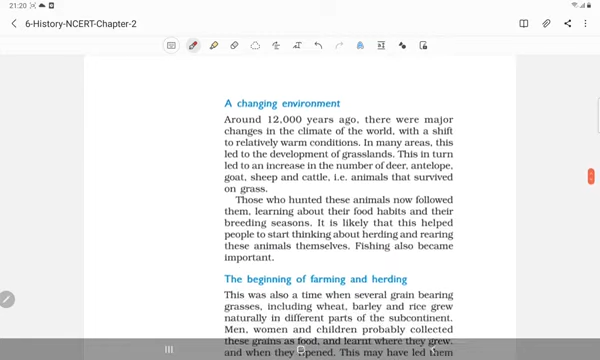 21:20
6-History-NCERT-Chapter-2
A changing environment
Around 12,000 years ago, there were major
changes in the climate of the world, with a shift
to relatively warm conditions. In many areas, this
led to the development of grasslands. This in turn
led to an increase in the number of deer, antelope,
goat, sheep and cattle, i.e. animals that survived
on grass.
Those who hunted these animals now followed
them, learning about their food habits and their
breeding seasons. It is likely that this helped
people to start thinking about herding and rearing
these animals themselves. Fishing also became
important.
The beginning of farming and herding
This was also a time when several grain bearing
grasses, including wheat, barley and rice grew
naturally in different parts of the subcontinent.
Men, women and children probably collected
these grains as food, and learnt where they grew,
and when they ripened. This may have led them